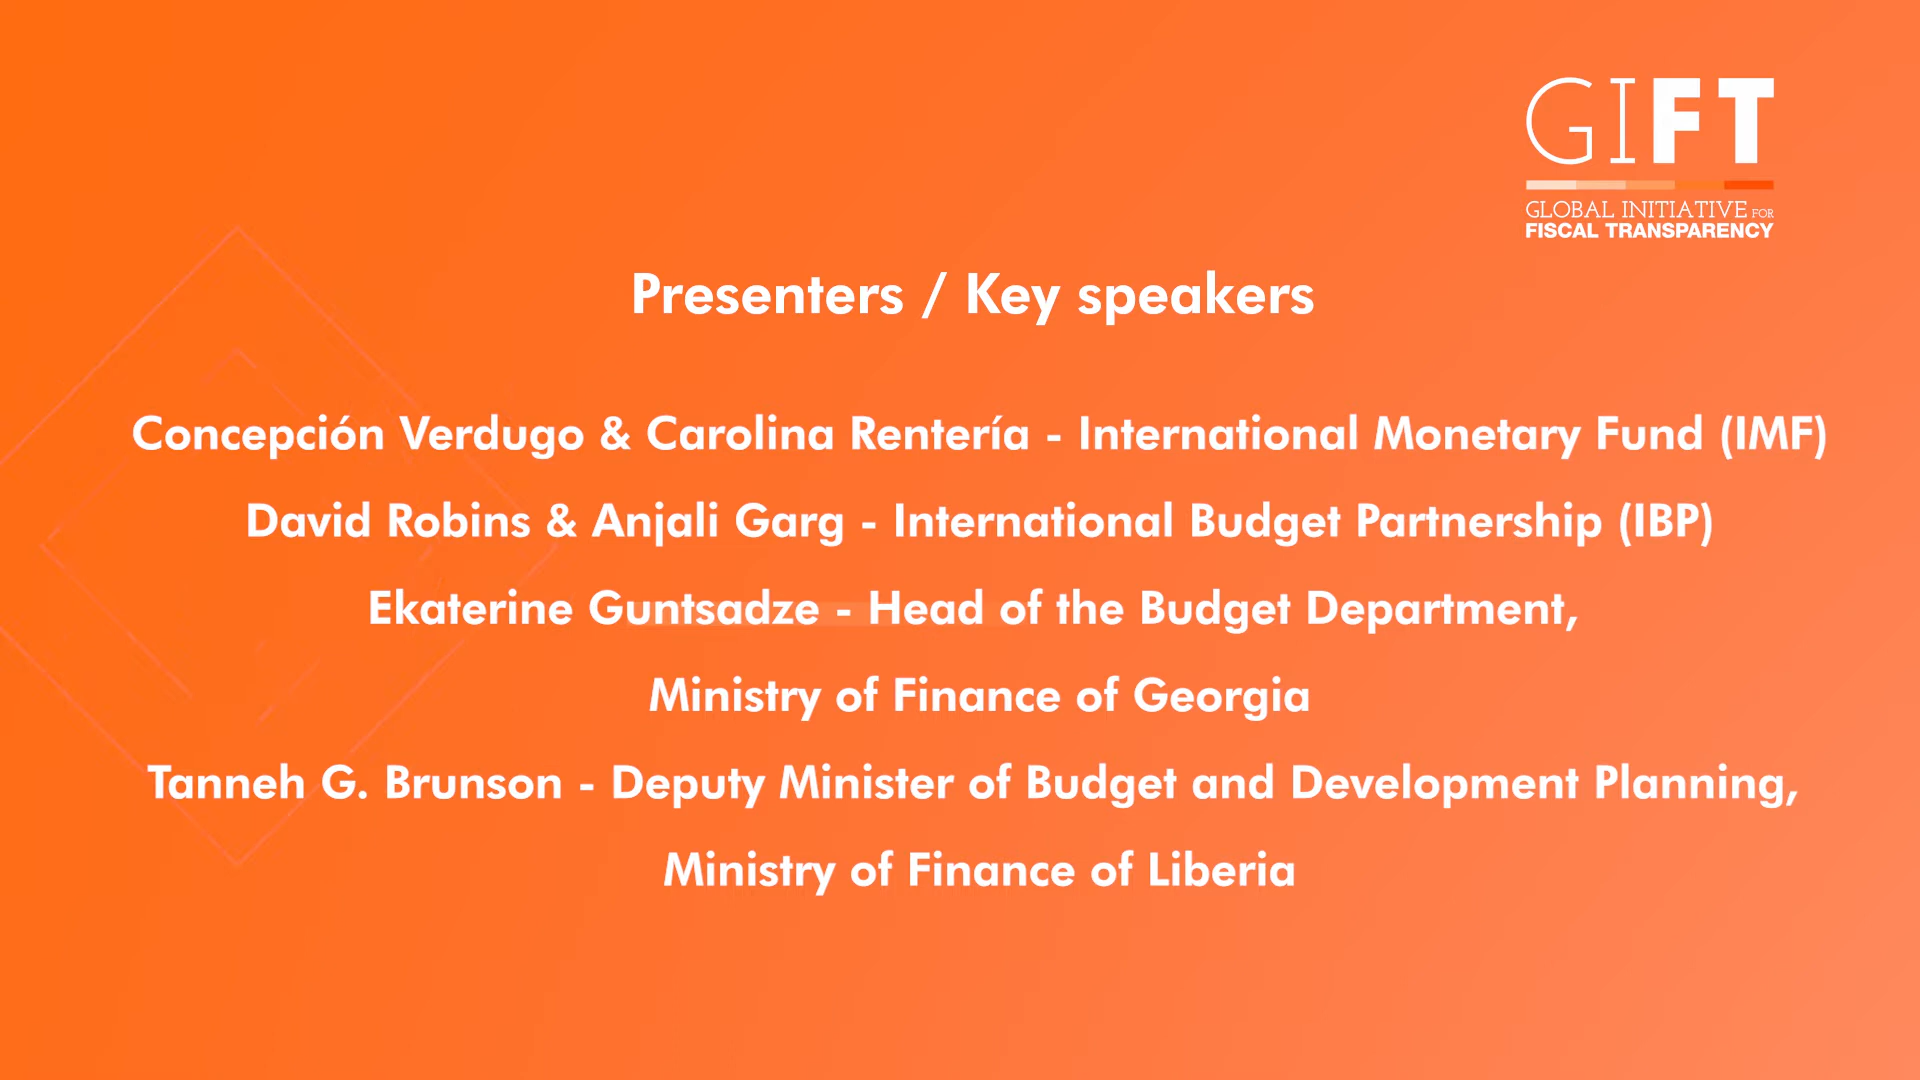 GIFT
GLOBAL INITIATIVE FOR
FISCAL TRANSPARENCY
Presenters / Key speakers
Concepción Verdugo & Carolina Rentería - International Monetary Fund (IMF)
David Robins & Anjali Garg - International Budget Partnership (IBP)
Ekaterine Guntsadze - Head of the Budget Department,
Ministry of Finance of Georgia
Tanneh G. Brunson - Deputy Minister of Budget and Development Planning,
Ministry of Finance of Liberia